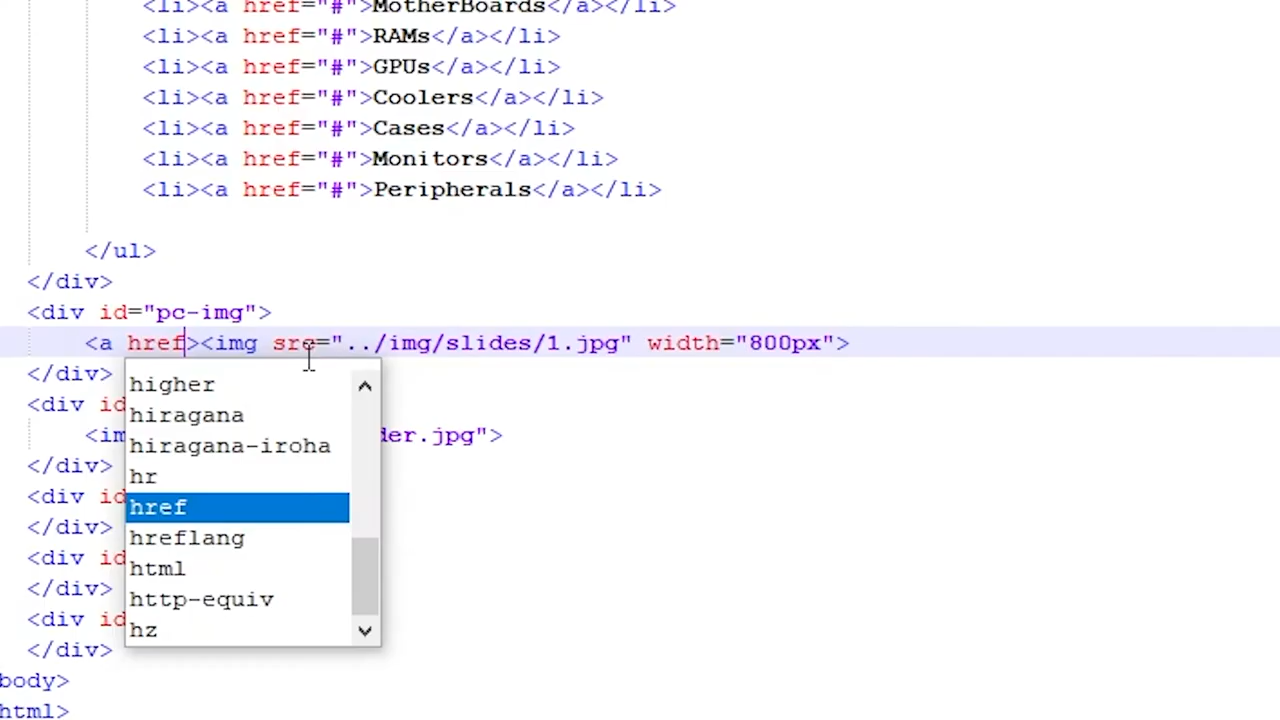 <li><a href="#">MotherBoards</a></li>
<li><a href="#">RAMs</a></li>
<li><a href="#">GPUs</a></li>
<li><a href="#">Coolers</a></li>
<li><a href="#">Cases</a></li>
<li><a href="#">Monitors</a></li>
<li><a href="#">Peripherals</a></li>
</ul>
</div>
<div id="pc-img">
<a href><img src="../img/slides/1.jpg" width="800px">
</div>
<div id
<im der.jpg">
</div>
<div id
</div>
<div id
</div>
<div id
</div>
body>
html>
higher
hiragana
hiragana-iroha
hr
href
hreflang
html
http-equiv
hz